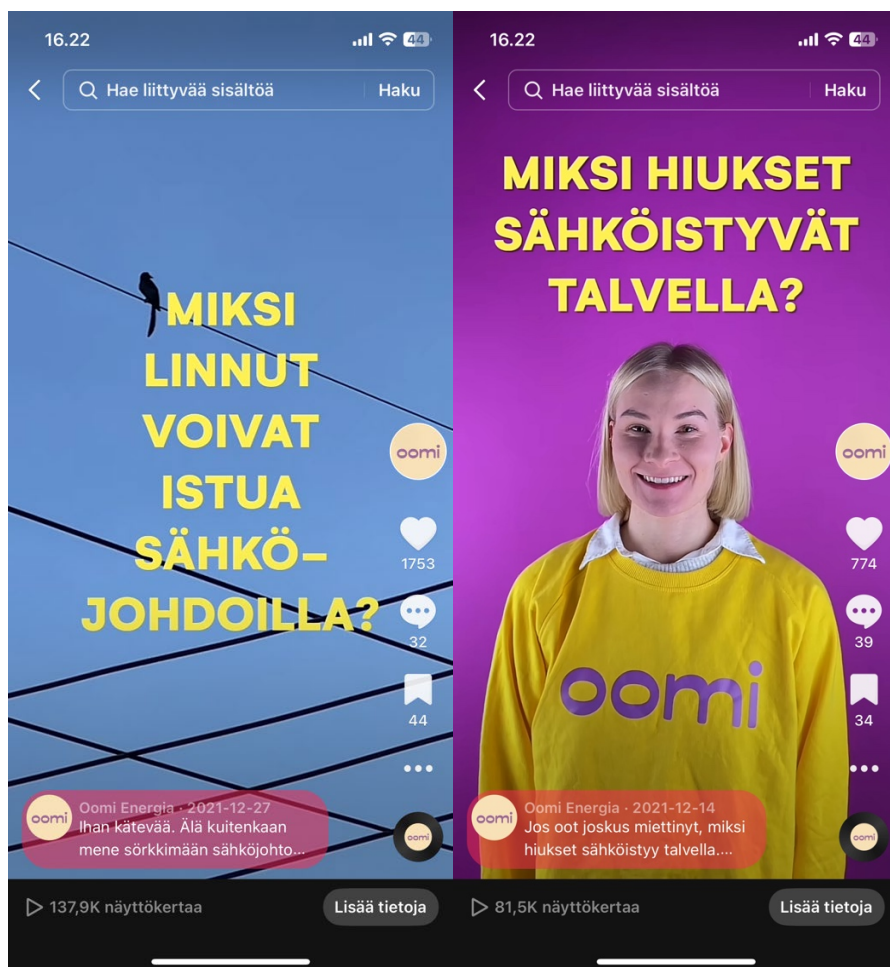 16.22
44
Hae liittyvää sisältöä
Haku
MIKSI
LINNUT
VOIVAT
ISTUA
SÄHKÖ-
JOHDOILLA?
oomi
1753
32
44
oomi
Oomi Energia · 2021-12-27
Ihan kätevää. Älä kuitenkaan
mene sörkkimään sähköjohto...
oomi
137,9K näyttökertaa
Lisää tietoja
16.22
44
Hae liittyvää sisältöä
Haku
MIKSI HIUKSET
SÄHKÖISTYVÄT
TALVELLA?
oomi
774
39
oomi
34
oomi
Oomi Energia · 2021-12-14
Jos oot joskus miettinyt, miksi
hiukset sähköistyy talvella....
oomi
81,5K näyttökertaa
Lisää tietoja